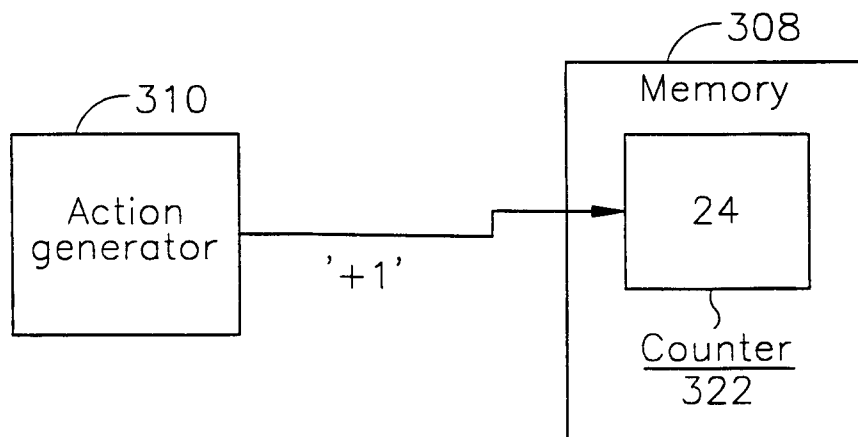 308
Memory
310
24
Action
generator
'+1'
Counter
322